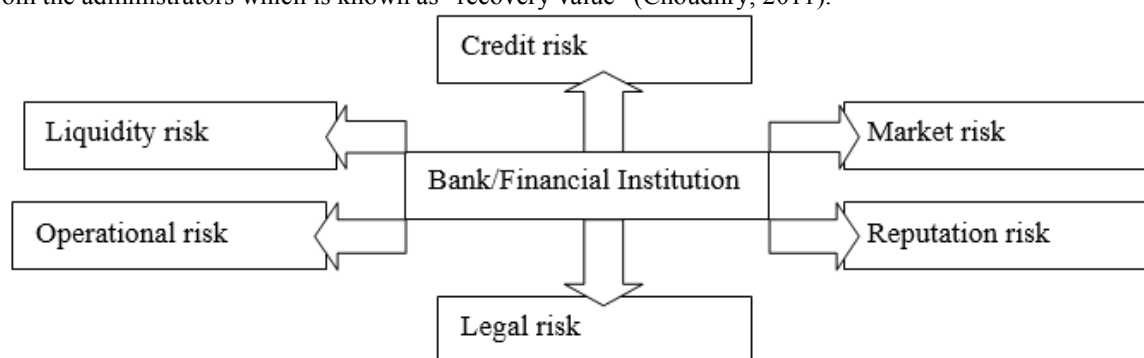 from the administrators which is known as “recovery value” (Choudhry, 2011).
Credit risk
Liquidity risk
Market risk
Bank/Financial Institution
Operational risk
Reputation risk
Legal risk